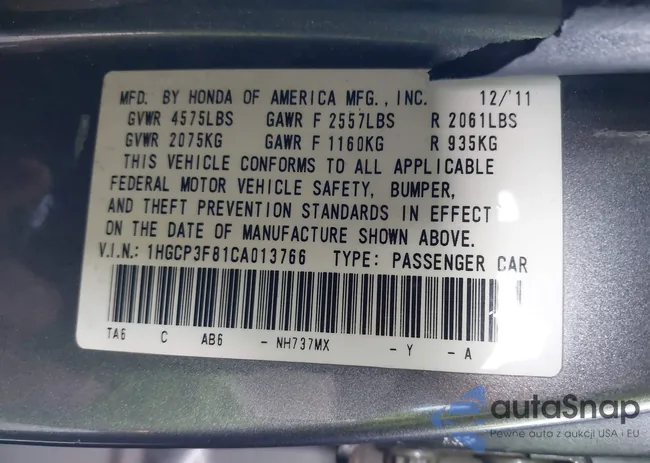 MFD. BY HONDA OF AMERICA MFG., INC. 12/'11
GVWR 4575LBS GAWR F 2557LBS R 2061LBS
GVWR 2075KG GAWR F 1160KG R 935KG
THIS VEHICLE CONFORMS TO ALL APPLICABLE
FEDERAL MOTOR VEHICLE SAFETY, BUMPER,
AND THEFT PREVENTION STANDARDS IN EFFECT
ON THE DATE OF MANUFACTURE SHOWN ABOVE.
V.I.N.: 1HGCP3F81CA013766 TYPE: PASSENGER CAR
TA6 C AB6 - NH737MX - Y - A
autaSnap
Pewne auta z aukcji USA i EU